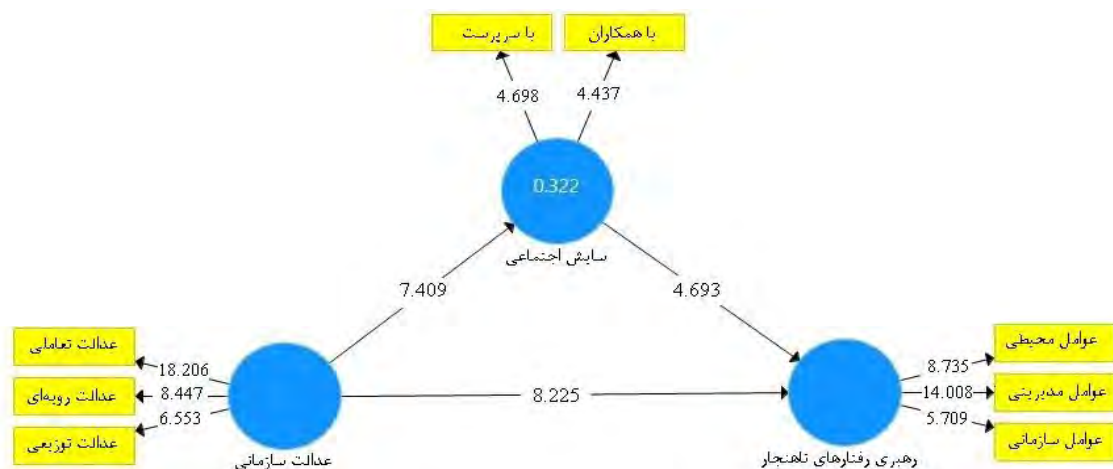 با سرپرست
با همکاران
4.698
4.437
0.322
سایش اجتماعی
7.409
4.693
عدالت تعاملی
عدالت رویه‌ای
عدالت توزیعی
18.206
8.447
6.553
عدالت سازمانی
8.225
عوامل محیطی
عوامل مدیریتی
عوامل سازمانی
8.735
14.008
5.709
رهبری رفتارهای ناهنجار